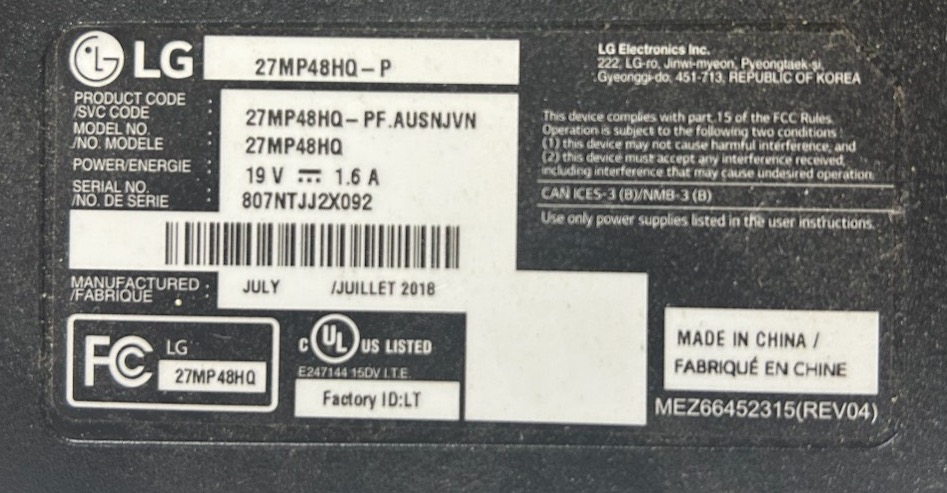 LG
27MP48HQ-P
LG Electronics Inc.
222, LG-ro, Jinwi-myeon, Pyeongtaek-si,
Gyeonggi-do, 451-713, REPUBLIC OF KOREA
PRODUCT CODE
/SVC CODE : 27MP48HQ-PF.AUSNJVN
MODEL NO.
/NO. MODELE : 27MP48HQ
POWER/ENERGIE : 19 V ⎓ 1.6 A
SERIAL NO.
/NO. DE SERIE : 807NTJJ2X092
This device complies with part 15 of the FCC Rules.
Operation is subject to the following two conditions :
(1) this device may not cause harmful interference, and
(2) this device must accept any interference received,
including interference that may cause undesired operation.
CAN ICES-3 (B)/NMB-3 (B)
Use only power supplies listed in the user instructions.
MANUFACTURED :
/FABRIQUÉ JULY /JUILLET 2018
FC LG
27MP48HQ
C UL US LISTED
E247144 15DV I.T.E.
Factory ID:LT
MADE IN CHINA /
FABRIQUÉ EN CHINE
MEZ66452315(REV04)